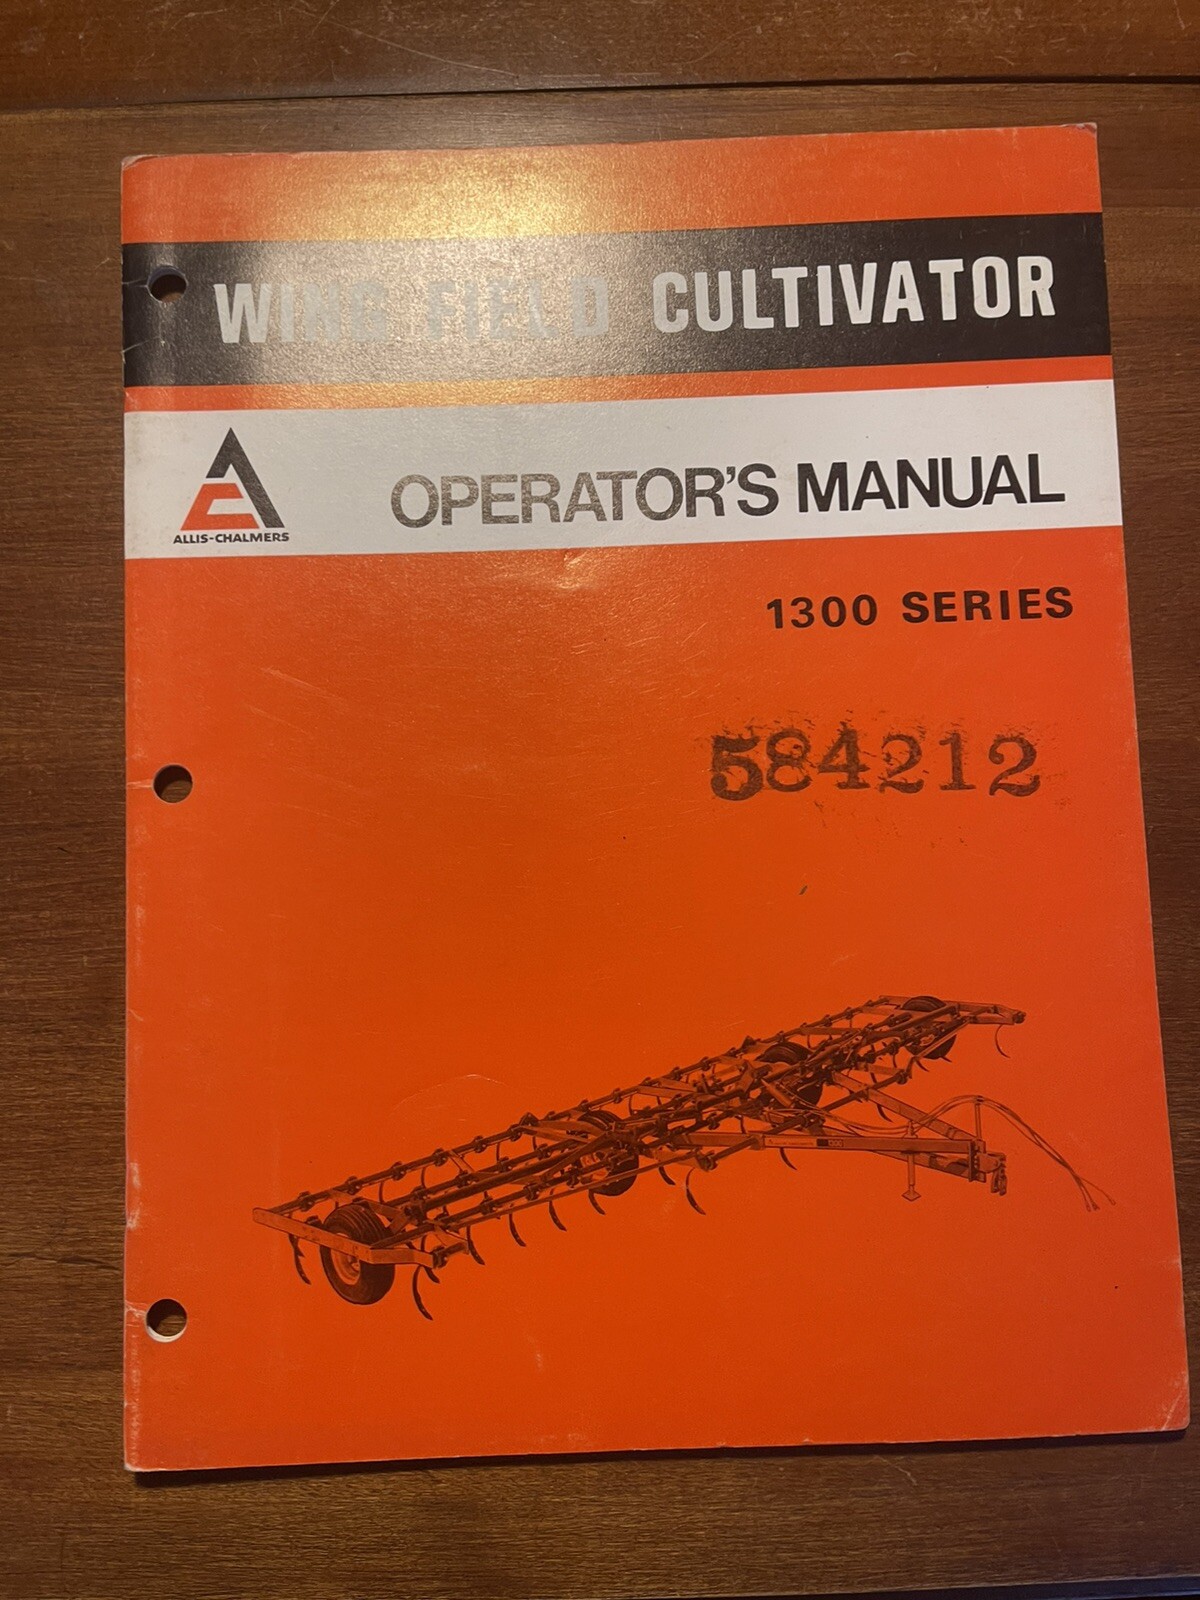 WING FIELD CULTIVATOR
ALLIS-CHALMERS
OPERATOR'S MANUAL
1300 SERIES
584212